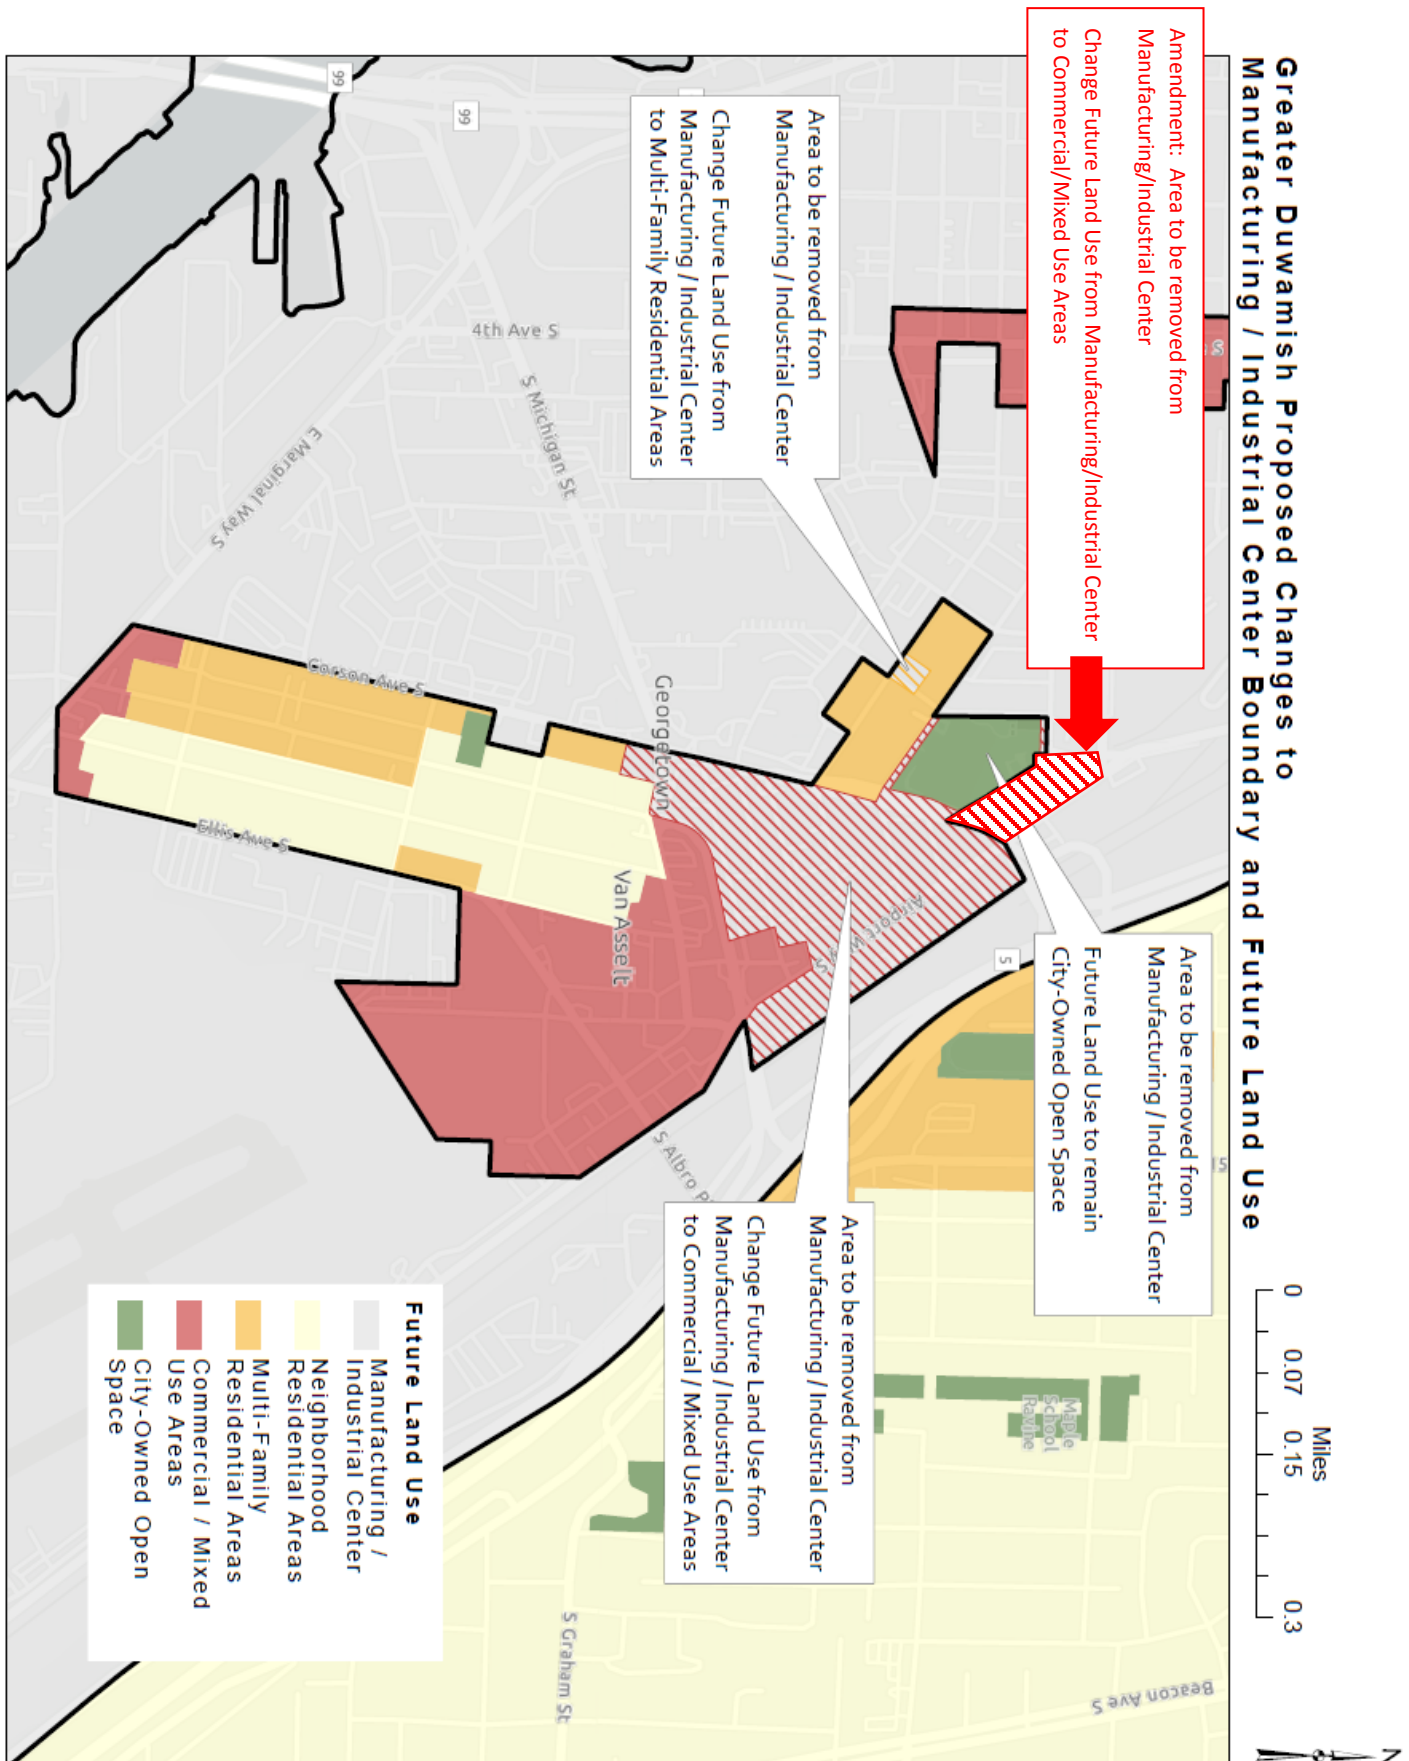 Greater Duwamish Proposed Changes to
Manufacturing / Industrial Center Boundary and Future Land Use
Miles
0 0.07 0.15 0.3
N
Amendment: Area to be removed from
Manufacturing/Industrial Center
Change Future Land Use from Manufacturing/Industrial Center
to Commercial/Mixed Use Areas
Area to be removed from
Manufacturing / Industrial Center
Future Land Use to remain
City-Owned Open Space
Area to be removed from
Manufacturing / Industrial Center
Change Future Land Use from
Manufacturing / Industrial Center
to Multi-Family Residential Areas
Area to be removed from
Manufacturing / Industrial Center
Change Future Land Use from
Manufacturing / Industrial Center
to Commercial / Mixed Use Areas
S
15
Beacon Ave S
Maple
School
Ravine
5
Airport Way S
99
99
4th Ave S
S Michigan St
E Marginal Way S
Georgetown
Corson Ave S
Van Asselt
Ellis Ave S
S Albro P
S Graham St
Future Land Use
Manufacturing /
Industrial Center
Neighborhood
Residential Areas
Multi-Family
Residential Areas
Commercial / Mixed
Use Areas
City-Owned Open
Space